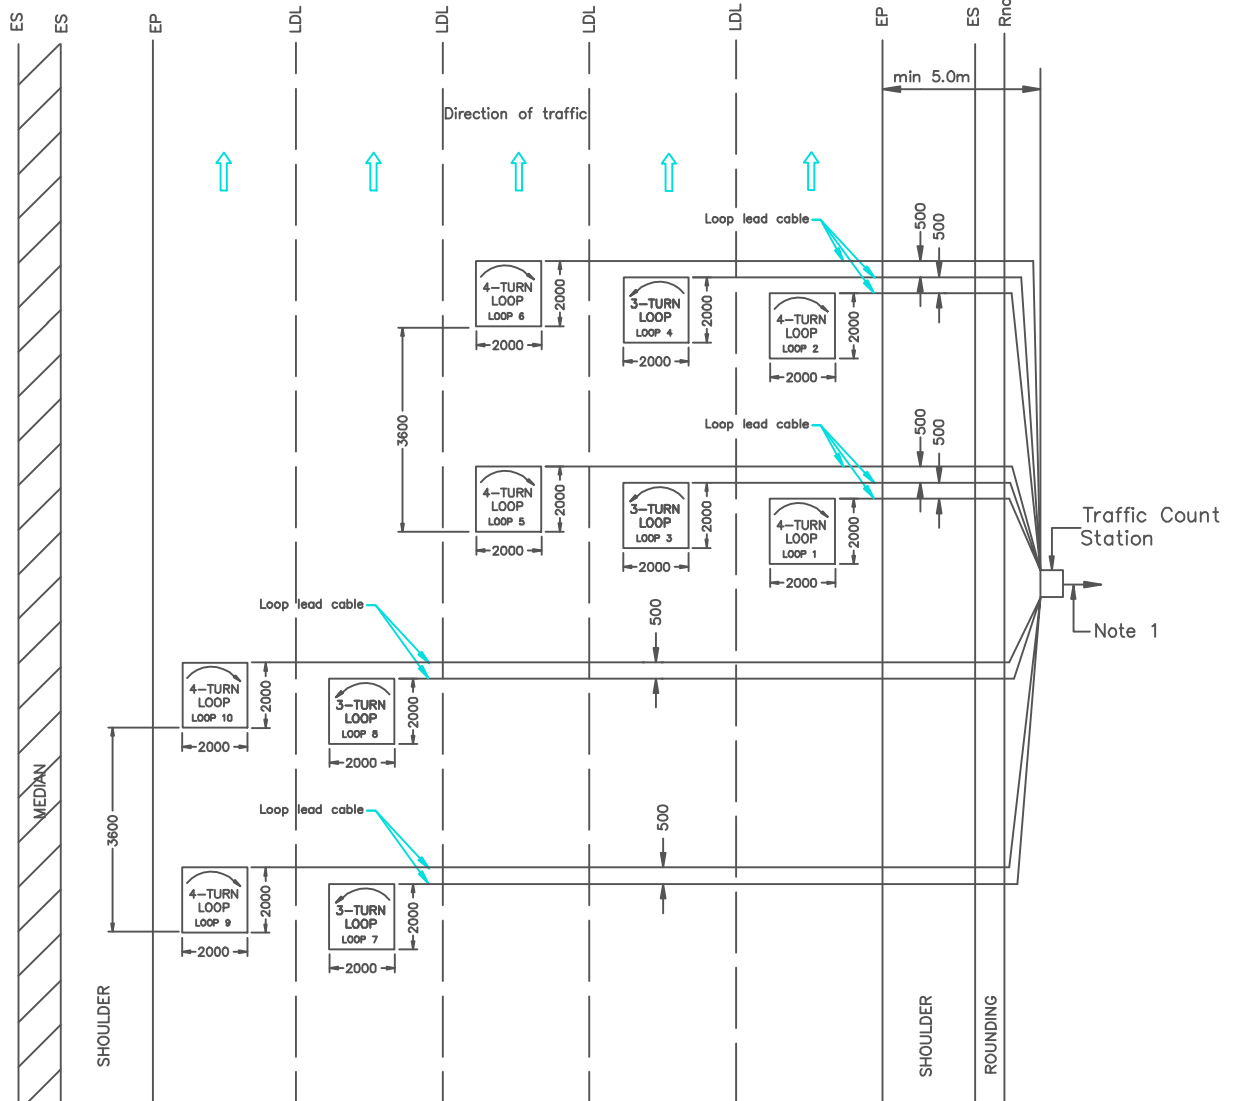 ES
ES
EP
LDL
LDL
LDL
LDL
EP
ES
min 5.0m
Direction of traffic
Loop lead cable
500
500
4-TURN
LOOP
LOOP 6
2000
2000
3-TURN
LOOP
LOOP 4
2000
2000
4-TURN
LOOP
LOOP 2
2000
2000
3600
Loop lead cable
500
500
4-TURN
LOOP
LOOP 5
2000
2000
3-TURN
LOOP
LOOP 3
2000
2000
4-TURN
LOOP
LOOP 1
2000
2000
Traffic Count
Station
Note 1
Loop lead cable
500
4-TURN
LOOP
LOOP 10
2000
2000
3-TURN
LOOP
LOOP 8
2000
2000
MEDIAN
3600
Loop lead cable
500
4-TURN
LOOP
LOOP 9
2000
2000
3-TURN
LOOP
LOOP 7
2000
2000
SHOULDER
SHOULDER
ROUNDING